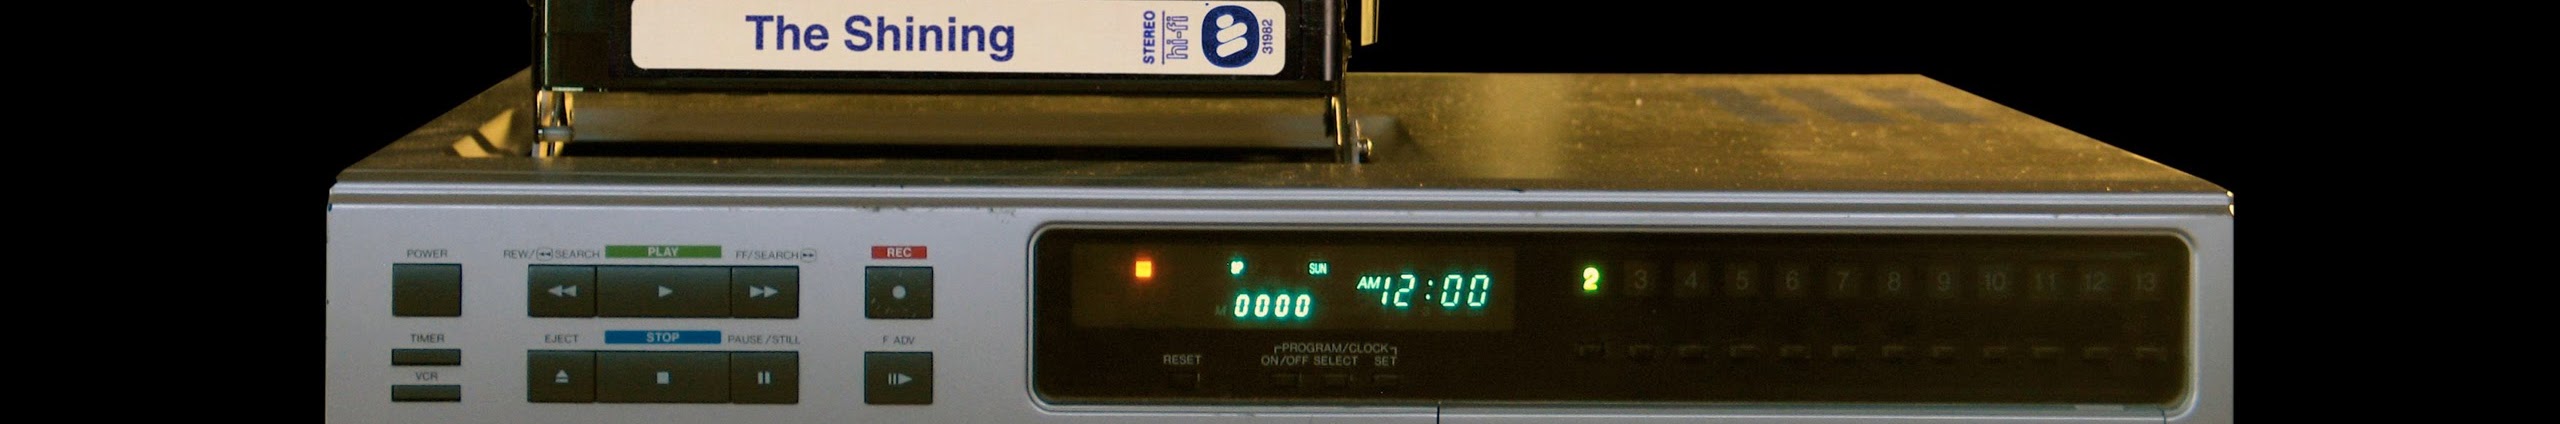 The Shining
STEREO
hi-fi
31982
POWER
REW/ SEARCH
PLAY
FF/SEARCH
REC
TIMER
EJECT
STOP
PAUSE/STILL
F ADV
VCR
SP
SUN
M
0000
AM 12:00
2 3 4 5 6 7 8 9 10 11 12 13
RESET
PROGRAM/CLOCK
ON/OFF SELECT SET